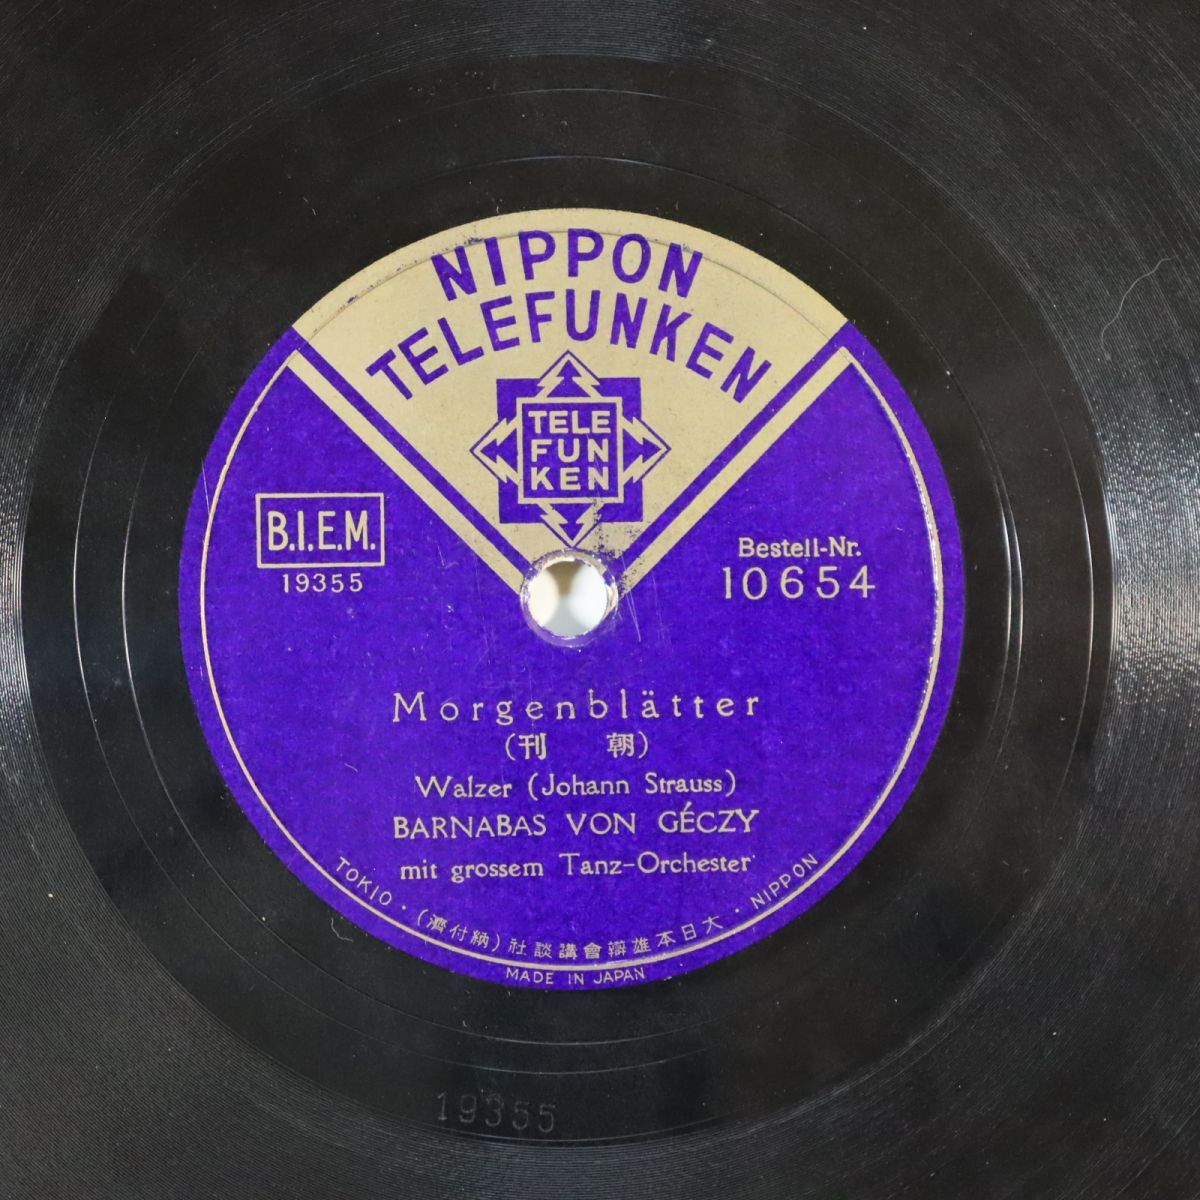 NIPPON
TELEFUNKEN
TELE
FUN
KEN
B.I.E.M.
19355
Bestell-Nr.
10654
Morgenblätter
(刊　朝)
Walzer (Johann Strauss)
BARNABAS VON GÉCZY
mit grossem Tanz-Orchester
TOKIO・(濟付納)社談講會辯雄本日大・NIPPON
MADE IN JAPAN
19355